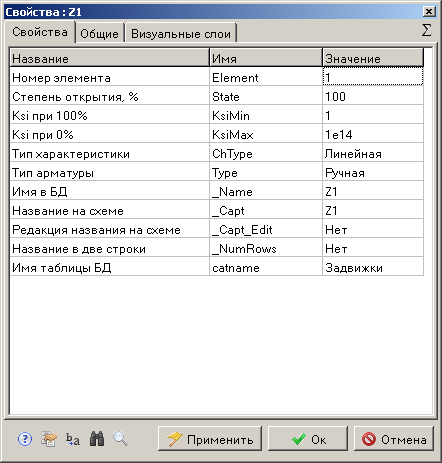 Свойства : Z1
Свойства Общие Визуальные слои Σ
Название Имя Значение
Номер элемента Element 1
Степень открытия, % State 100
Ksi при 100% KsiMin 1
Ksi при 0% KsiMax 1e14
Тип характеристики ChType Линейная
Тип арматуры Type Ручная
Имя в БД _Name Z1
Название на схеме _Capt Z1
Редакция названия на схеме _Capt_Edit Нет
Название в две строки _NumRows Нет
Имя таблицы БД catname Задвижки
? b a Применить Ok Отмена